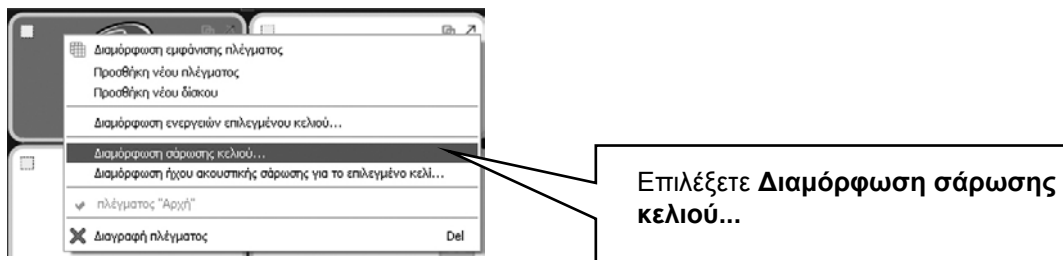 Διαμόρφωση εμφάνισης πλέγματος
Προσθήκη νέου πλέγματος
Προσθήκη νέου δίσκου
Διαμόρφωση ενεργειών επιλεγμένου κελιού...
Διαμόρφωση σάρωσης κελιού...
Διαμόρφωση ήχου ακουστικής σάρωσης για το επιλεγμένο κελί...
πλέγματος "Αρχή"
Διαγραφή πλέγματος Del
Επιλέξετε Διαμόρφωση σάρωσης
κελιού...